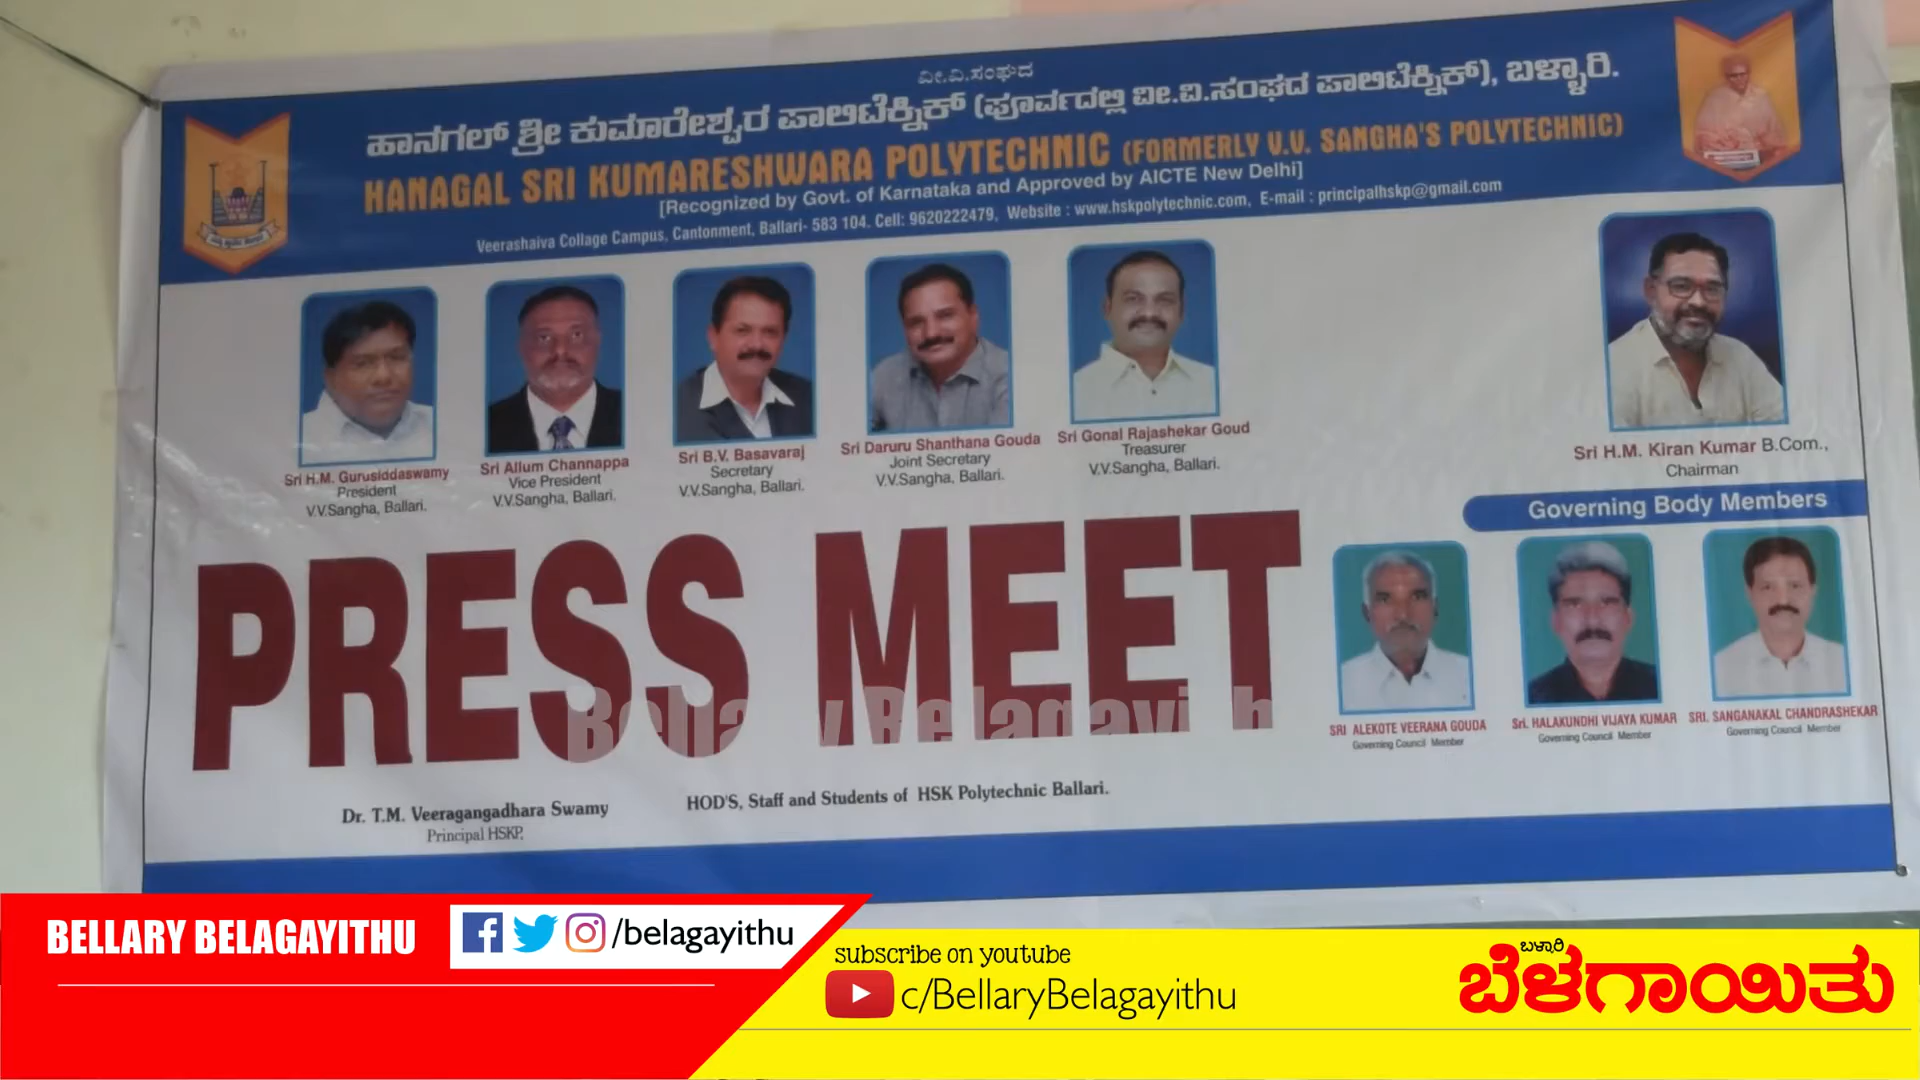 ವೀ.ವಿ.ಸಂಘದ
ಹಾನಗಲ್ ಶ್ರೀ ಕುಮಾರೇಶ್ವರ ಪಾಲಿಟೆಕ್ನಿಕ್ (ಪೂರ್ವದಲ್ಲಿ ವೀ.ವಿ.ಸಂಘದ ಪಾಲಿಟೆಕ್ನಿಕ್), ಬಳ್ಳಾರಿ.
HANAGAL SRI KUMARESHWARA POLYTECHNIC (FORMERLY V.V. SANGHA'S POLYTECHNIC)
[Recognized by Govt. of Karnataka and Approved by AICTE New Delhi]
Veerashaiva Collage Campus, Cantonment, Ballari- 583 104. Cell: 9620222479, Website : www.hskpolytechnic.com, E-mail : principalhskp@gmail.com
Sri H.M. Gurusiddaswamy
President
V.V.Sangha, Ballari.
Sri Allum Channappa
Vice President
V.V.Sangha, Ballari.
Sri B.V. Basavaraj
Secretary
V.V.Sangha, Ballari.
Sri Daruru Shanthana Gouda
Joint Secretary
V.V.Sangha, Ballari.
Sri Gonal Rajashekar Goud
Treasurer
V.V.Sangha, Ballari.
Sri H.M. Kiran Kumar B.Com.,
Chairman
Governing Body Members
PRESS MEET
SRI ALEKOTE VEERANA GOUDA
Governing Council Member
Sri. HALAKUNDHI VIJAYA KUMAR
Governing Council Member
SRI. SANGANAKAL CHANDRASHEKAR
Governing Council Member
Bellary Belagayith
Dr. T.M. Veeragangadhara Swamy
Principal HSKP,
HOD'S, Staff and Students of HSK Polytechnic Ballari.
BELLARY BELAGAYITHU
/belagayithu
subscribe on youtube
c/BellaryBelagayithu
ಬಳ್ಳಾರಿ
ಬೆಳಗಾಯಿತು